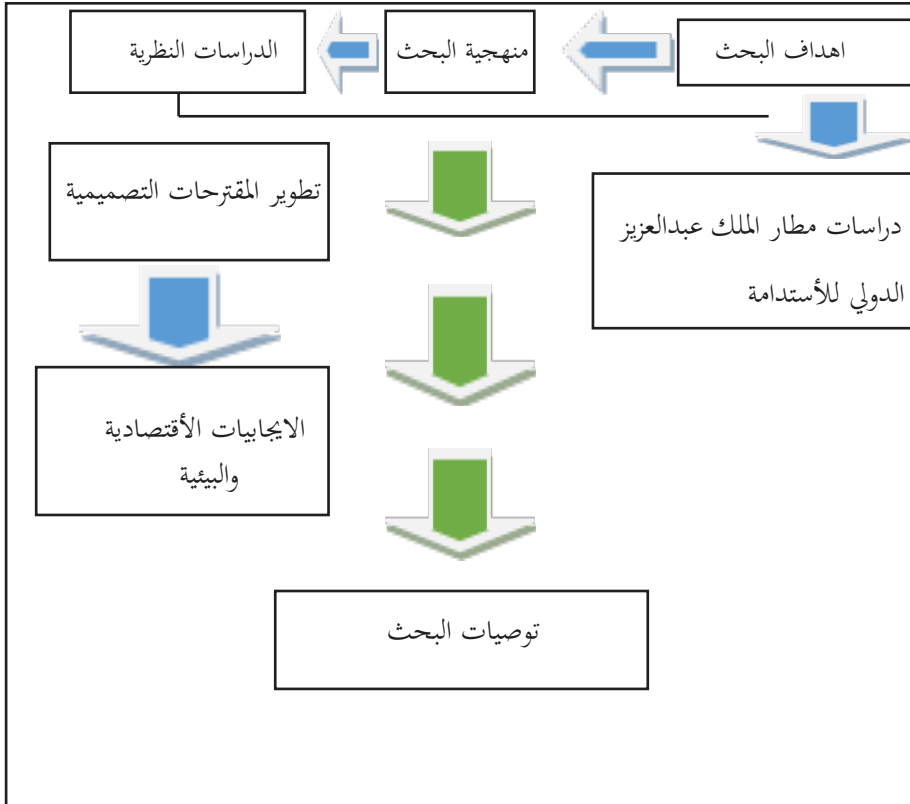 اهداف البحث
منهجية البحث
الدراسات النظرية
دراسات مطار الملك عبدالعزيز
الدولي للأستدامة
تطوير المقترحات التصميمية
الايجابيات الأقتصادية
والبيئية
توصيات البحث